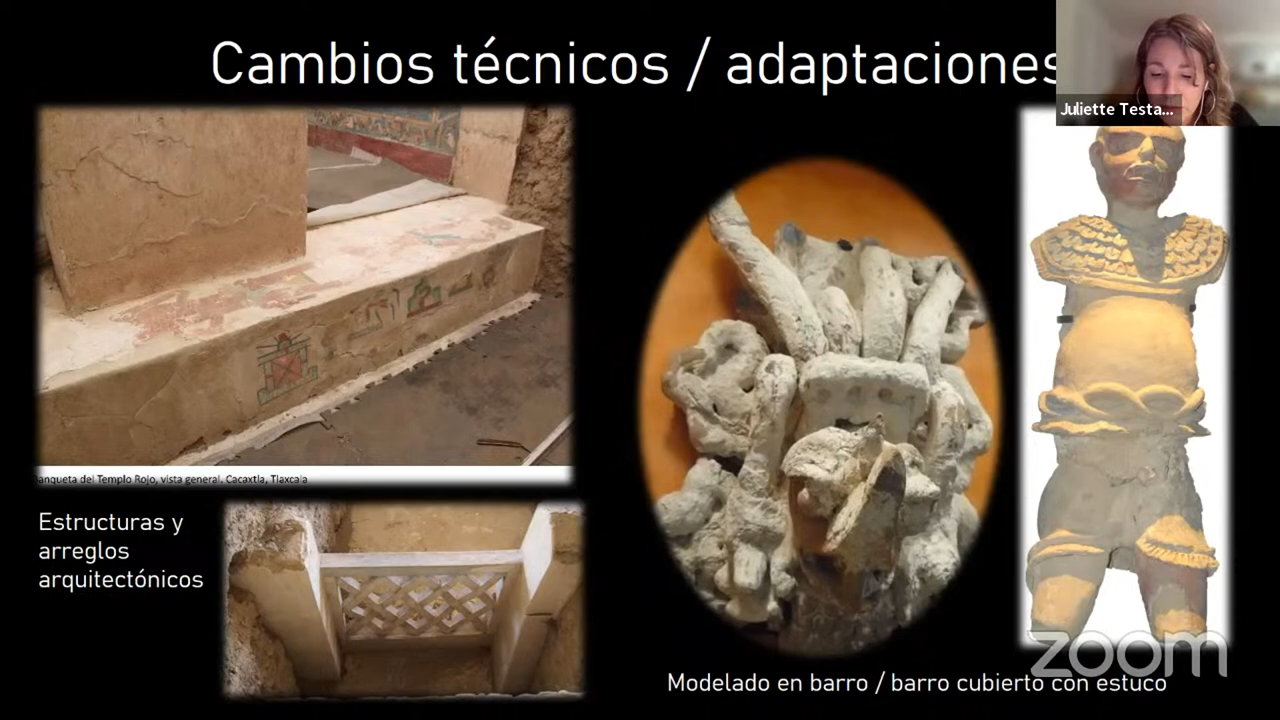 Cambios técnicos / adaptaciones
Juliette Testa...
anqueta del Templo Rojo, vista general. Cacaxtla, Tlaxcala
Estructuras y
arreglos
arquitectónicos
zoom
Modelado en barro / barro cubierto con estuco